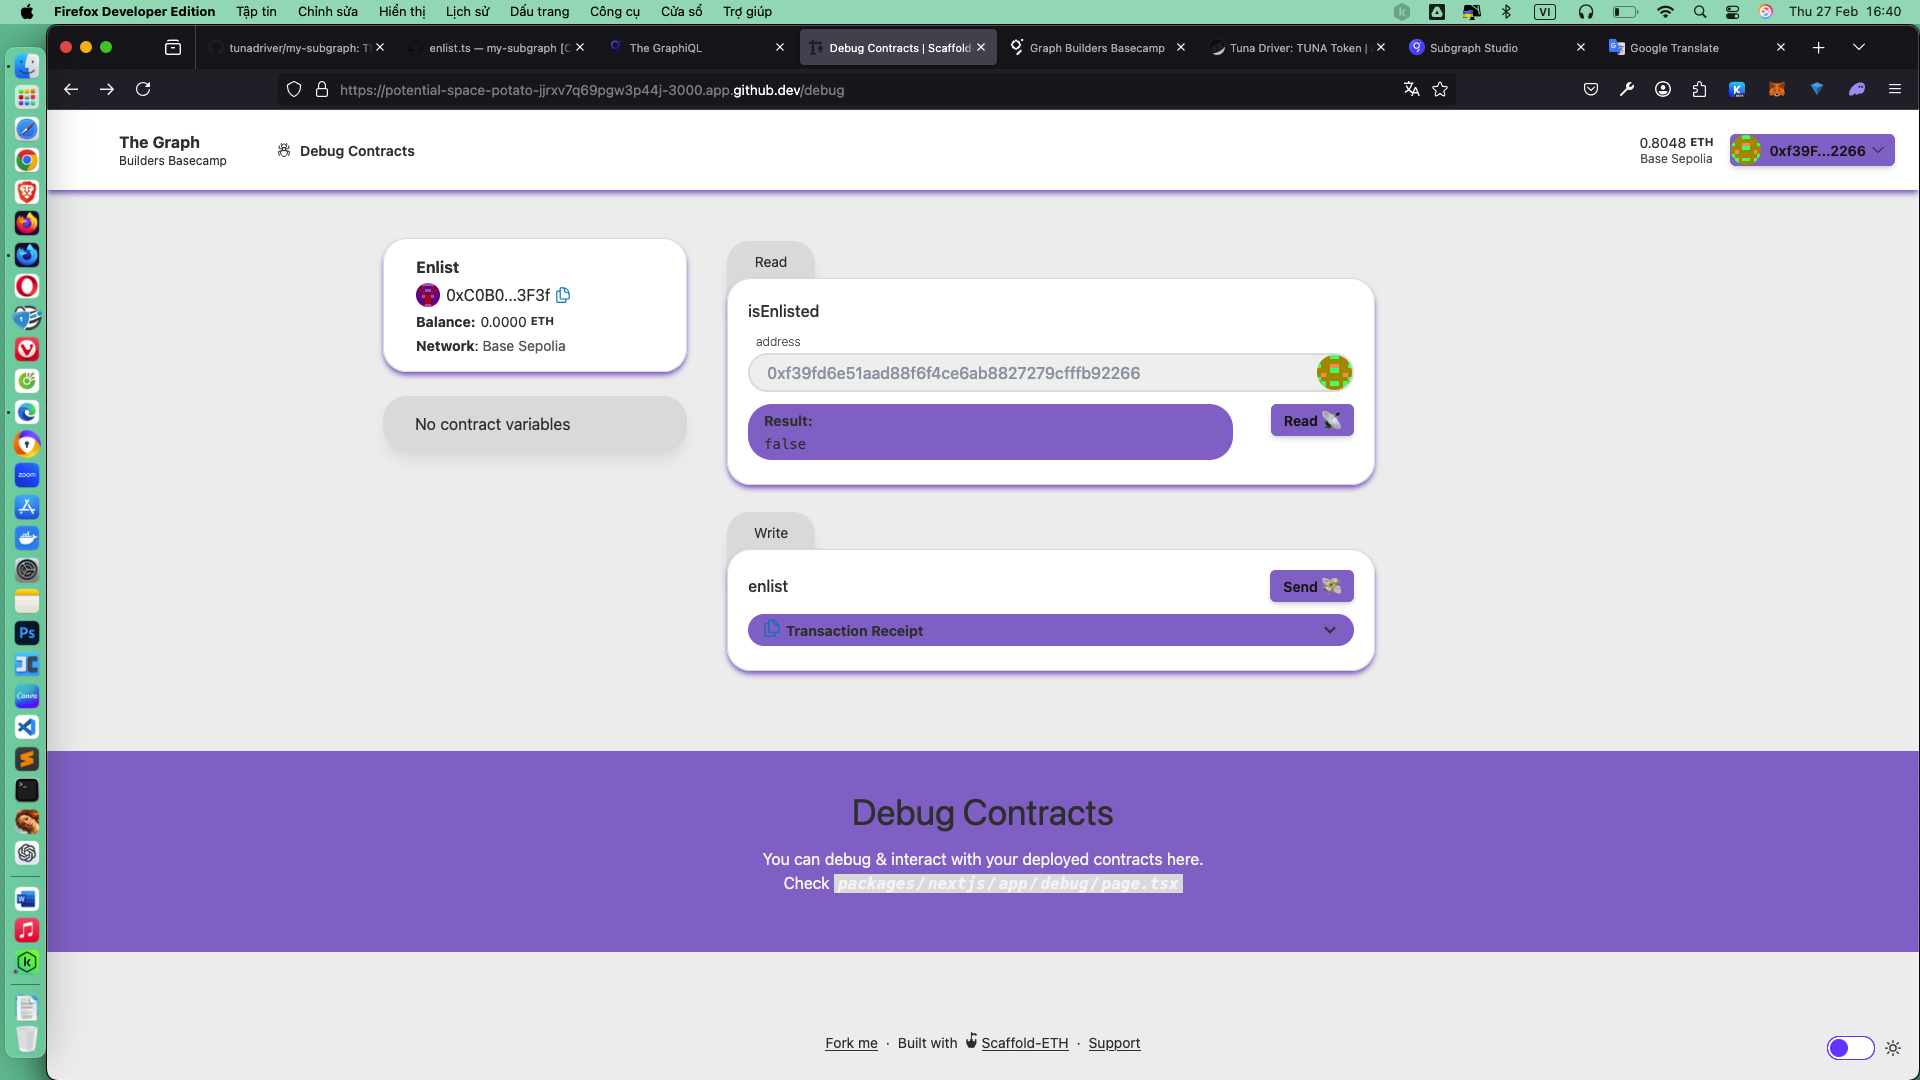 Firefox Developer Edition Tập tin Chỉnh sửa Hiển thị Lịch sử Dấu trang Công cụ Cửa sổ Trợ giúp VI Thu 27 Feb 16:40
tunadriver/my-subgraph: T enlist.ts — my-subgraph [C The GraphiQL Debug Contracts | Scaffold Graph Builders Basecamp Tuna Driver: TUNA Token | Subgraph Studio Google Translate
https://potential-space-potato-jjrxv7q69pgw3p44j-3000.app.github.dev/debug
The Graph
Builders Basecamp
Debug Contracts
0.8048 ETH
Base Sepolia
0xf39F...2266
Enlist
0xC0B0...3F3f
Balance: 0.0000 ETH
Network: Base Sepolia
No contract variables
Read
isEnlisted
address
0xf39fd6e51aad88f6f4ce6ab8827279cfffb92266
Result:
false
Read
Write
enlist
Send
Transaction Receipt
Debug Contracts
You can debug & interact with your deployed contracts here.
Check packages/nextjs/app/debug/page.tsx
Fork me · Built with Scaffold-ETH · Support
zoom
Ps
Canva